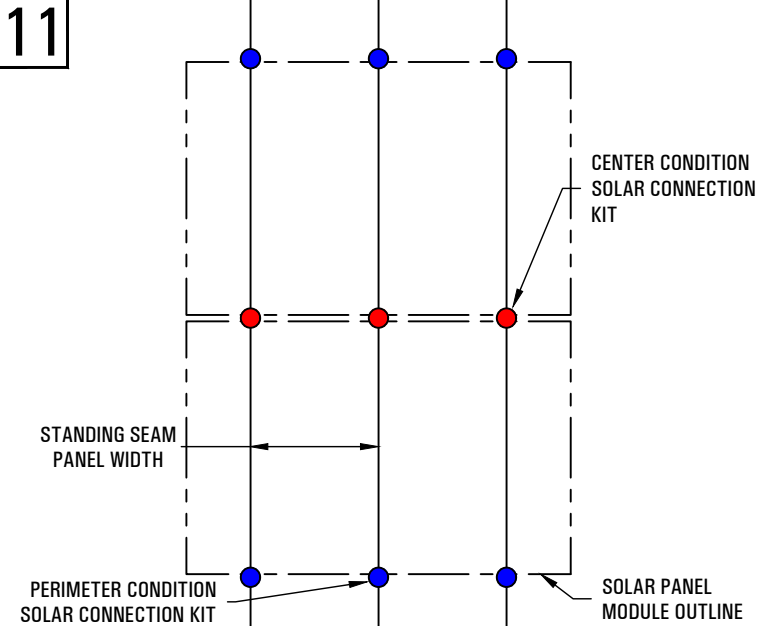 11
CENTER CONDITION
SOLAR CONNECTION
KIT
STANDING SEAM
PANEL WIDTH
PERIMETER CONDITION
SOLAR CONNECTION KIT
SOLAR PANEL
MODULE OUTLINE